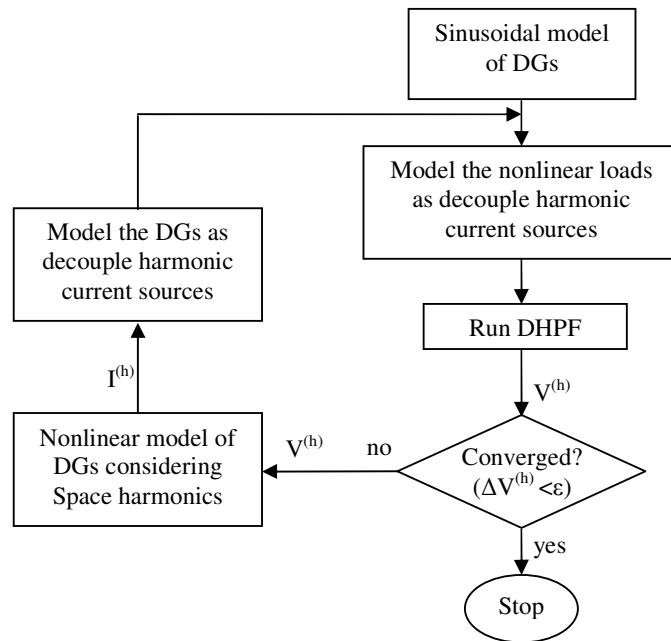 Sinusoidal model
of DGs
Model the nonlinear loads
as decouple harmonic
current sources
Model the DGs as
decouple harmonic
current sources
Run DHPF
I(h)
V(h)
Nonlinear model of
DGs considering
Space harmonics
V(h)
no
Converged?
(ΔV(h) <ε)
yes
Stop